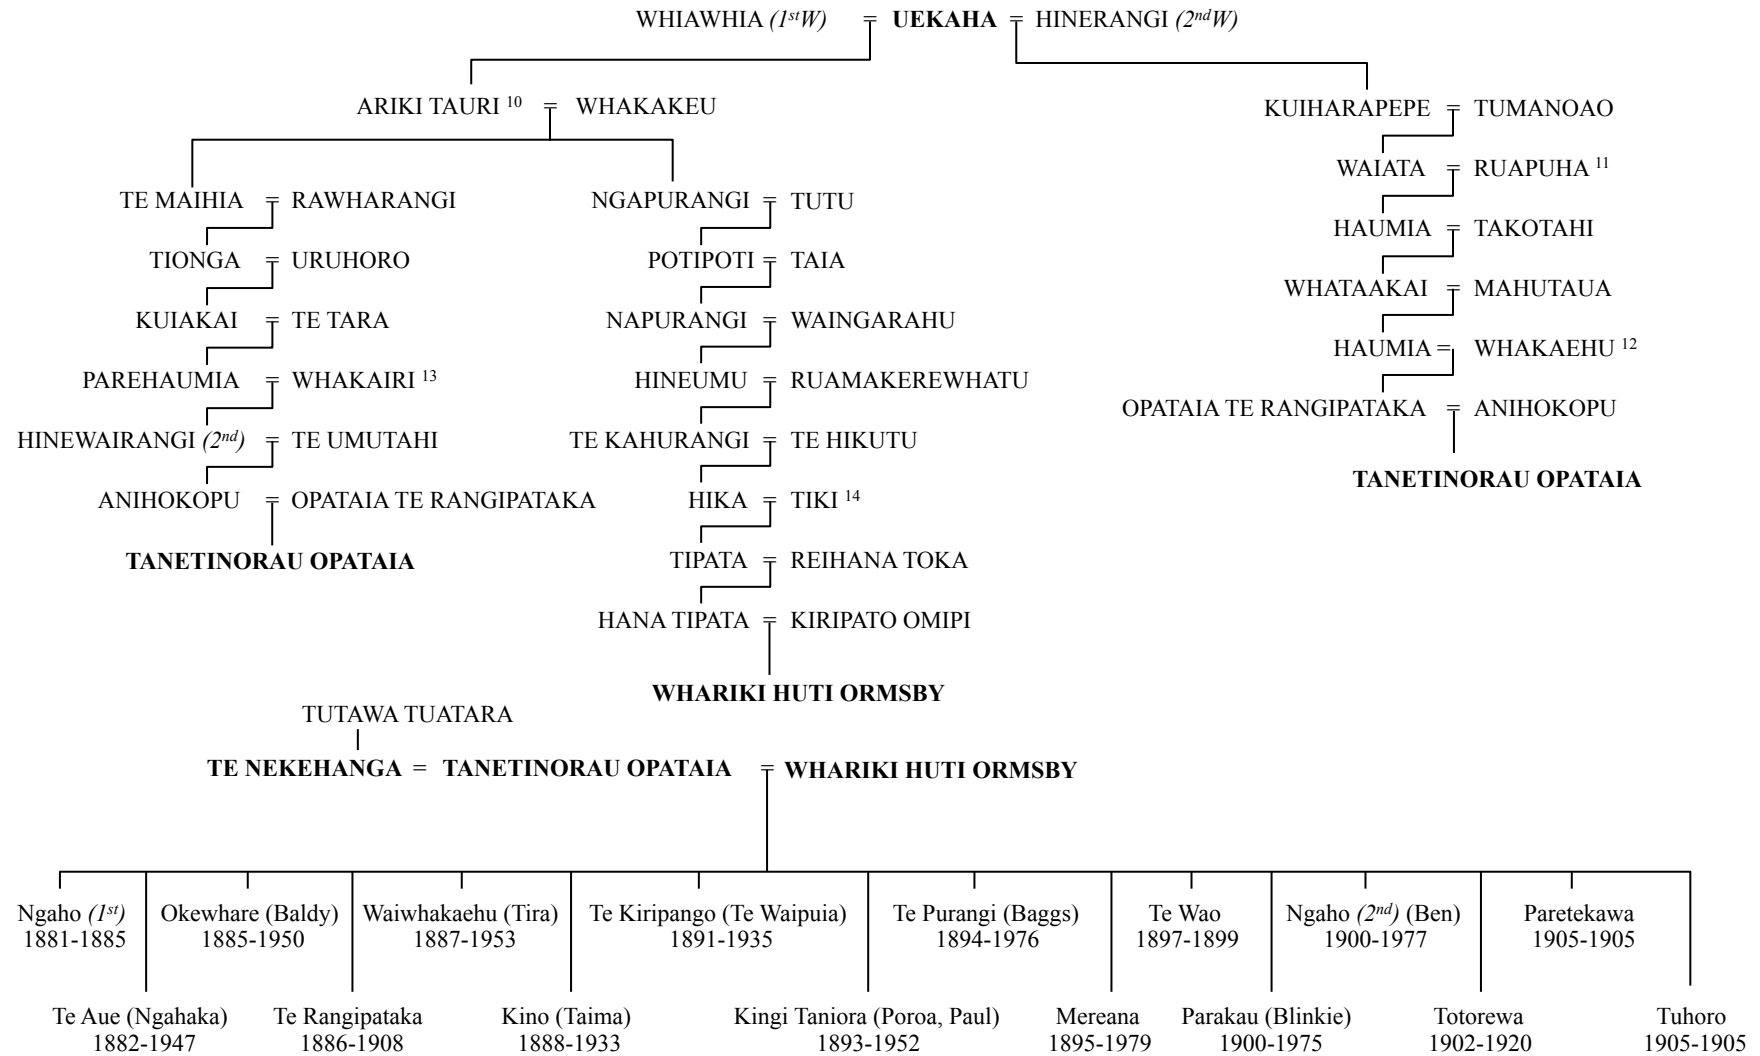 WHIAWHIA (1stW) = UEKAHA = HINERANGI (2ndW)
ARIKI TAURI 10 = WHAKAKEU
KUIHARAPEPE = TUMANOAO
WAIATA = RUAPUHA 11
TE MAIHIA = RAWHARANGI
NGAPURANGI = TUTU
HAUMIA = TAKOTAHI
TIONGA = URUHORO
POTIPOTI = TAIA
WHATAAKAI = MAHUTAUA
KUIAKAI = TE TARA
NAPURANGI = WAINGARAHU
HAUMIA = WHAKAEHU 12
PAREHAUMIA = WHAKAIRI 13
HINEUMU = RUAMAKEREWHATU
OPATAIA TE RANGIPATAKA = ANIHOKOPU
HINEWAIRANGI (2nd) = TE UMUTAHI
TE KAHURANGI = TE HIKUTU
TANETINORAU OPATAIA
ANIHOKOPU = OPATAIA TE RANGIPATAKA
HIKA = TIKI 14
TANETINORAU OPATAIA
TIPATA = REIHANA TOKA
HANA TIPATA = KIRIPATO OMIPI
WHARIKI HUTI ORMSBY
TUTAWA TUATARA
TE NEKEHANGA = TANETINORAU OPATAIA = WHARIKI HUTI ORMSBY
Ngaho (1st)
1881-1885
Okewhare (Baldy)
1885-1950
Waiwhakaehu (Tira)
1887-1953
Te Kiripango (Te Waipuia)
1891-1935
Te Purangi (Baggs)
1894-1976
Te Wao
1897-1899
Ngaho (2nd) (Ben)
1900-1977
Paretekawa
1905-1905
Te Aue (Ngahaka)
1882-1947
Te Rangipataka
1886-1908
Kino (Taima)
1888-1933
Kingi Taniora (Poroa, Paul)
1893-1952
Mereana
1895-1979
Parakau (Blinkie)
1900-1975
Totorewa
1902-1920
Tuhoro
1905-1905